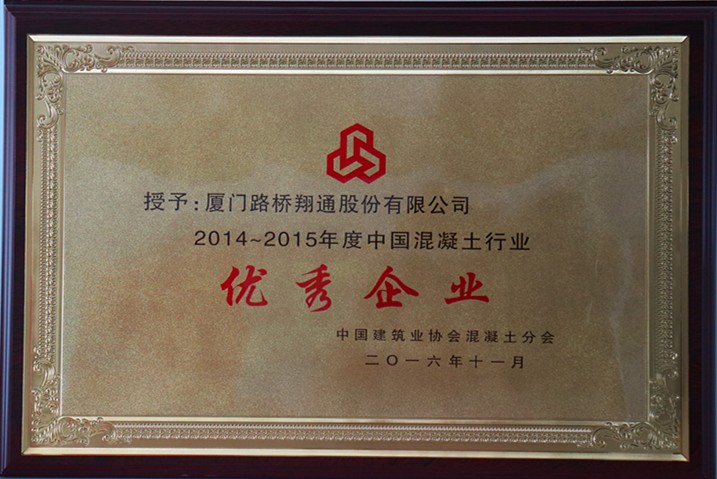 授予：厦门路桥翔通股份有限公司
2014~2015年度中国混凝土行业
优秀企业
中国建筑业协会混凝土分会
二〇一六年十一月